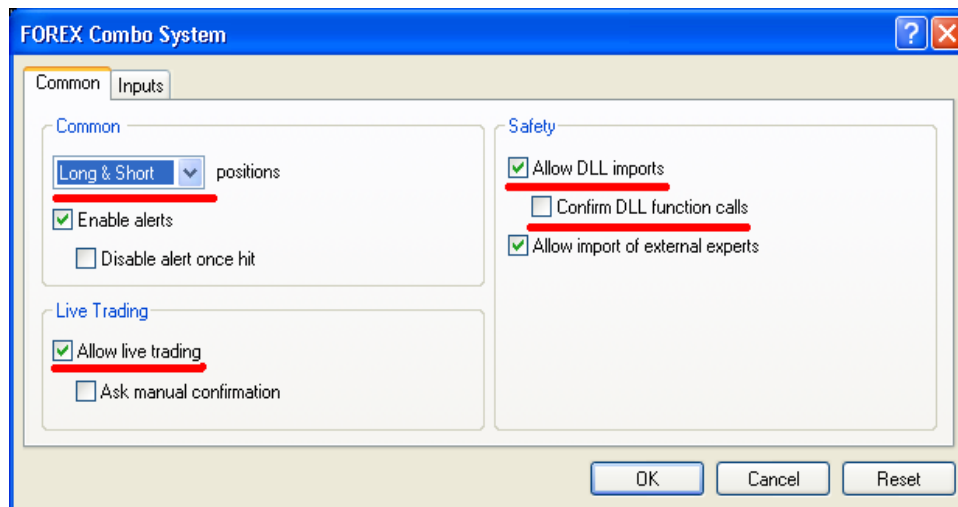 FOREX Combo System
Common Inputs
Common
Long & Short positions
Enable alerts
Disable alert once hit
Live Trading
Allow live trading
Ask manual confirmation
Safety
Allow DLL imports
Confirm DLL function calls
Allow import of external experts
OK Cancel Reset